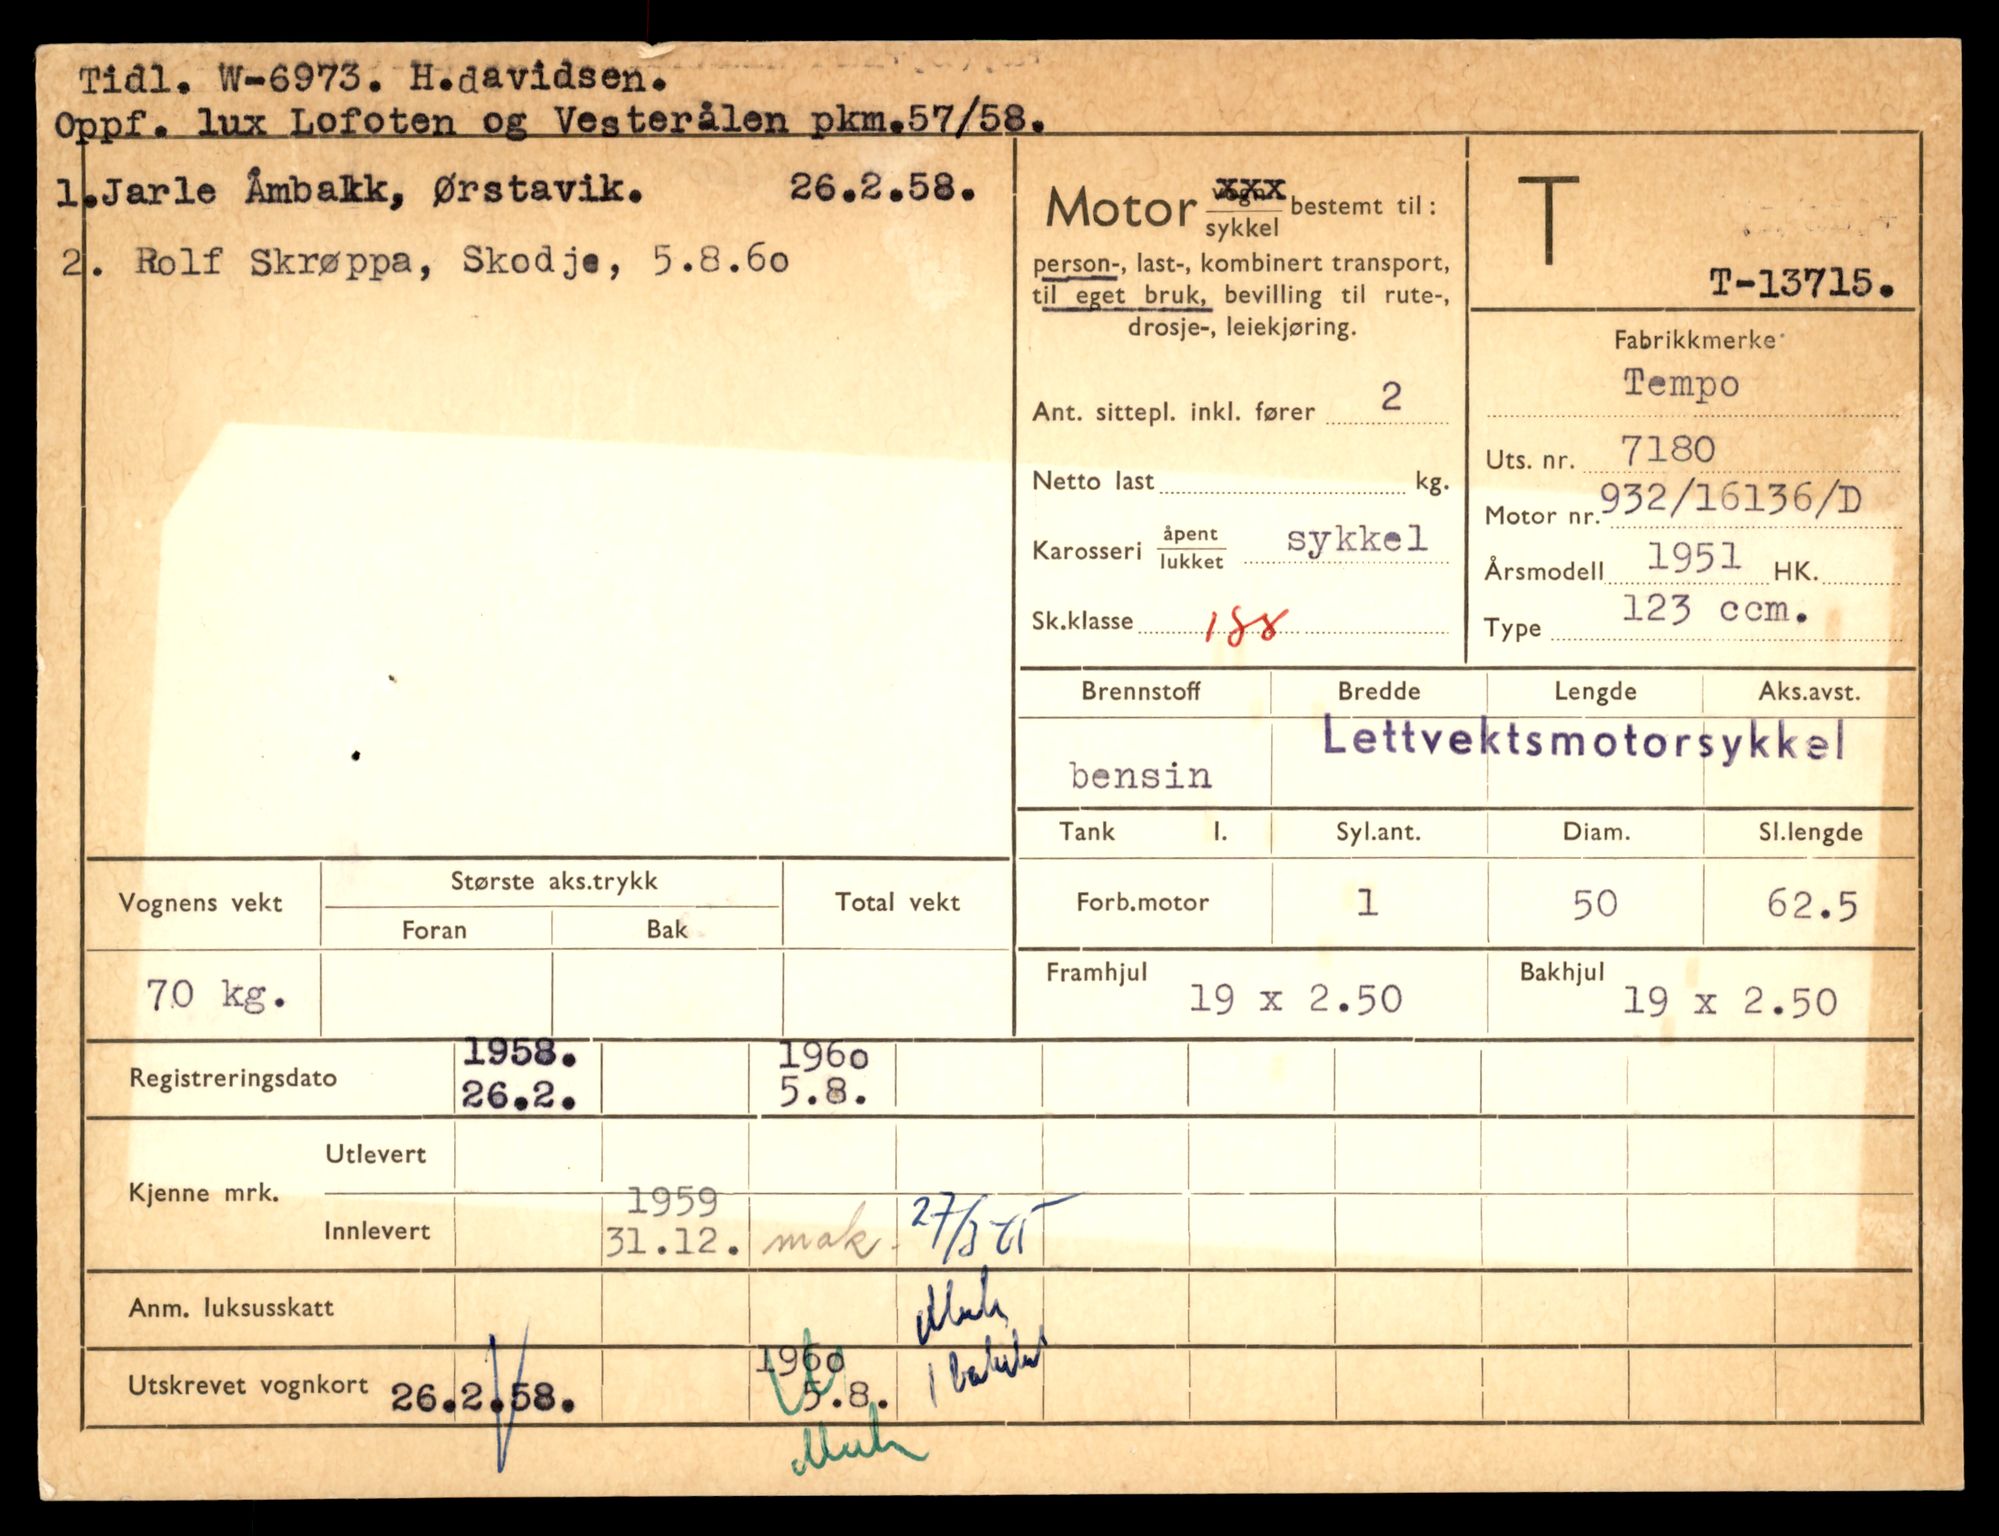 Tidl. W-6973. H.davidsen.
Oppf. lux Lofoten og Vesterålen pkm.57/58.
1.Jarle Åmbakk, Ørstavik. 26.2.58.
2. Rolf Skrøppa, Skodje, 5.8.60
Motor vogn xxx sykkel bestemt til:
person-, last-, kombinert transport,
til eget bruk, bevilling til rute-,
drosje-, leiekjøring.
Ant. sittepl. inkl. fører 2
Netto last kg.
Karosseri åpent lukket sykkel
Sk.klasse 188
T
T-13715.
Fabrikkmerke
Tempo
Uts. nr. 7180
Motor nr. 932/16136/D
Årsmodell 1951 HK.
Type 123 ccm.
Brennstoff Bredde Lengde Aks.avst.
Lettvektsmotorsykkel
bensin
Tank l. Syl.ant. Diam. Sl.lengde
Forb.motor 1 50 62.5
Framhjul 19 x 2.50 Bakhjul 19 x 2.50
Vognens vekt Største aks.trykk Total vekt
Foran Bak
70 kg.
Registreringsdato 1958. 1960
26.2. 5.8.
Kjenne mrk. Utlevert
Innlevert 1959
31.12. mak.
Anm. luksusskatt
Utskrevet vognkort 26.2.58. 1960
5.8.